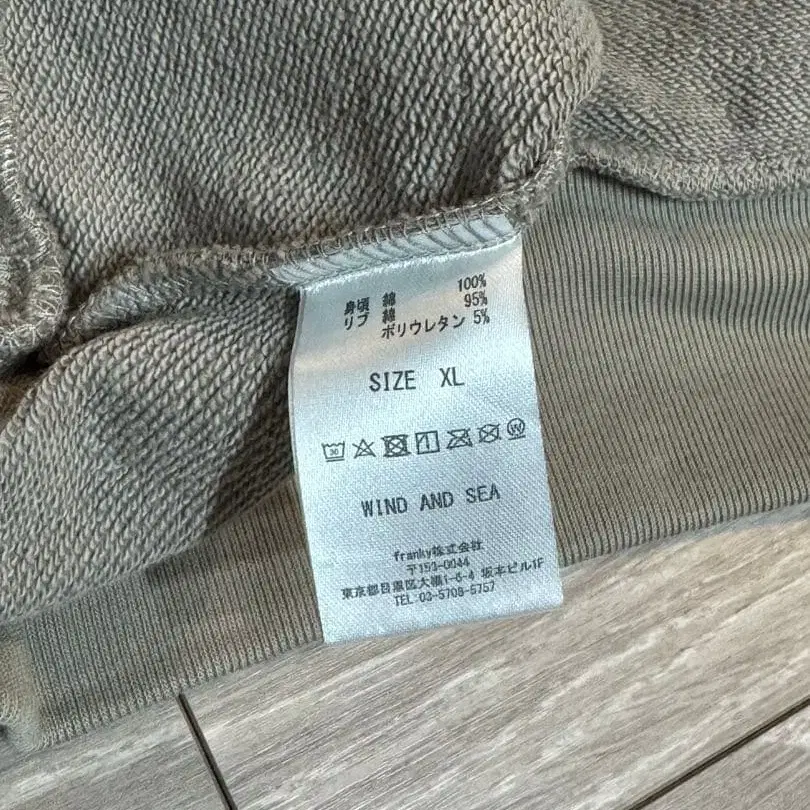 身頃 綿 100%
リブ 綿 95%
ポリウレタン 5%
SIZE XL
30 W
WIND AND SEA
franky株式会社
〒153-0044
東京都目黒区大橋1-6-4 坂本ビル1F
TEL:03-5708-5757